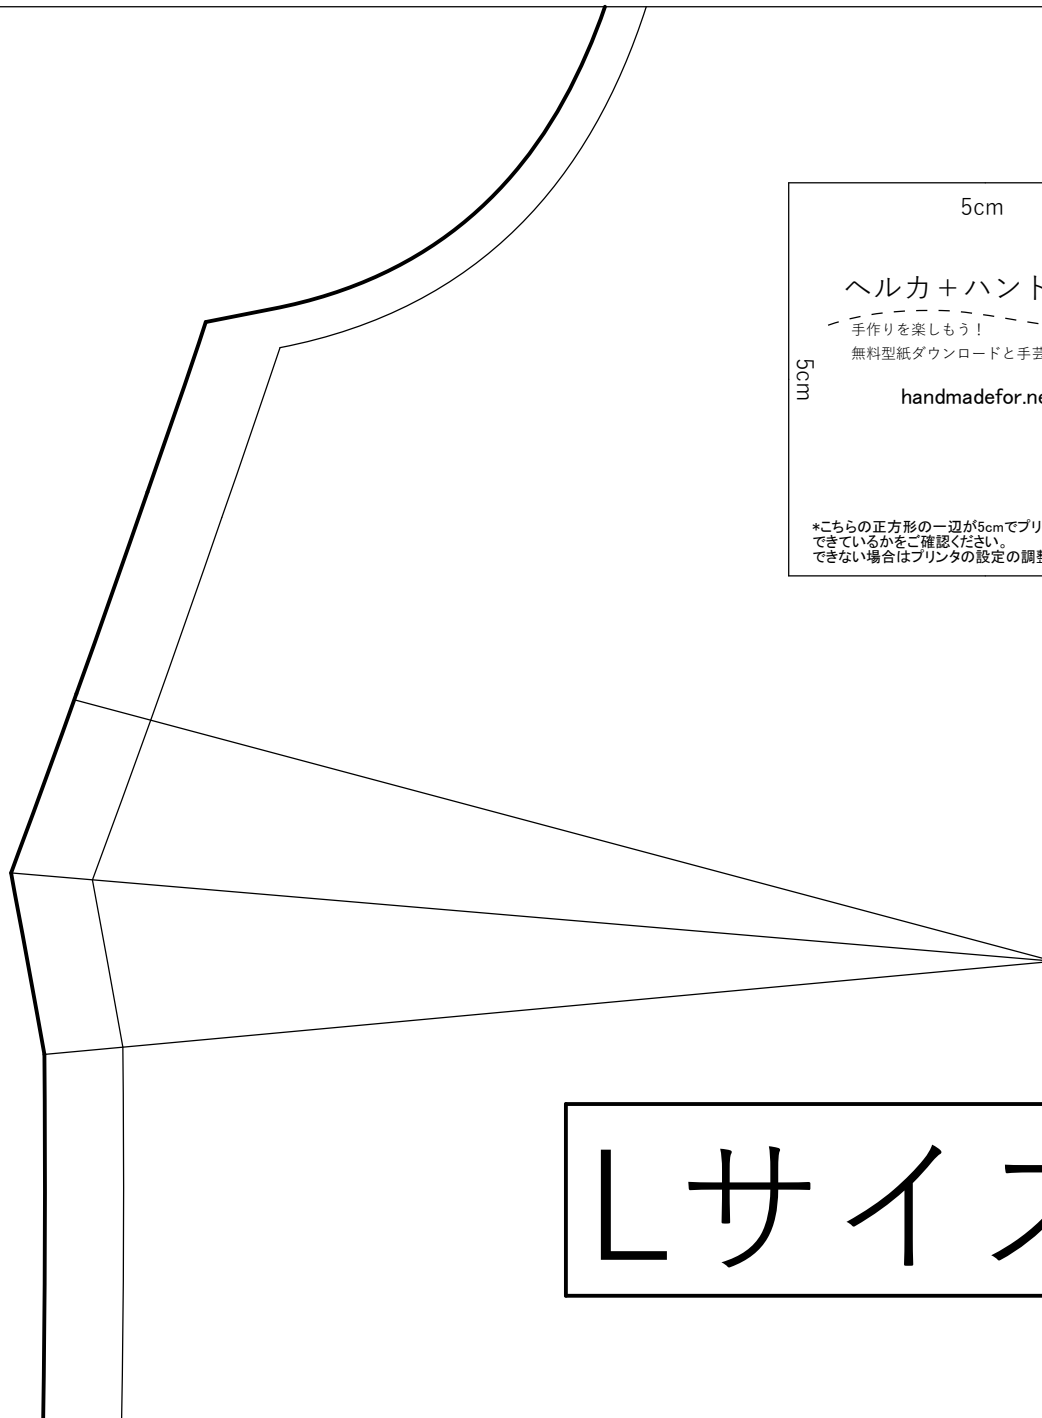 5cm
ヘルカ+ハント
手作りを楽しもう!
無料型紙ダウンロードと手芸
5cm
handmadefor.ne
*こちらの正方形の一辺が5cmでプリ
できているかをご確認ください。
できない場合はプリンタの設定の調整
Lサイズ